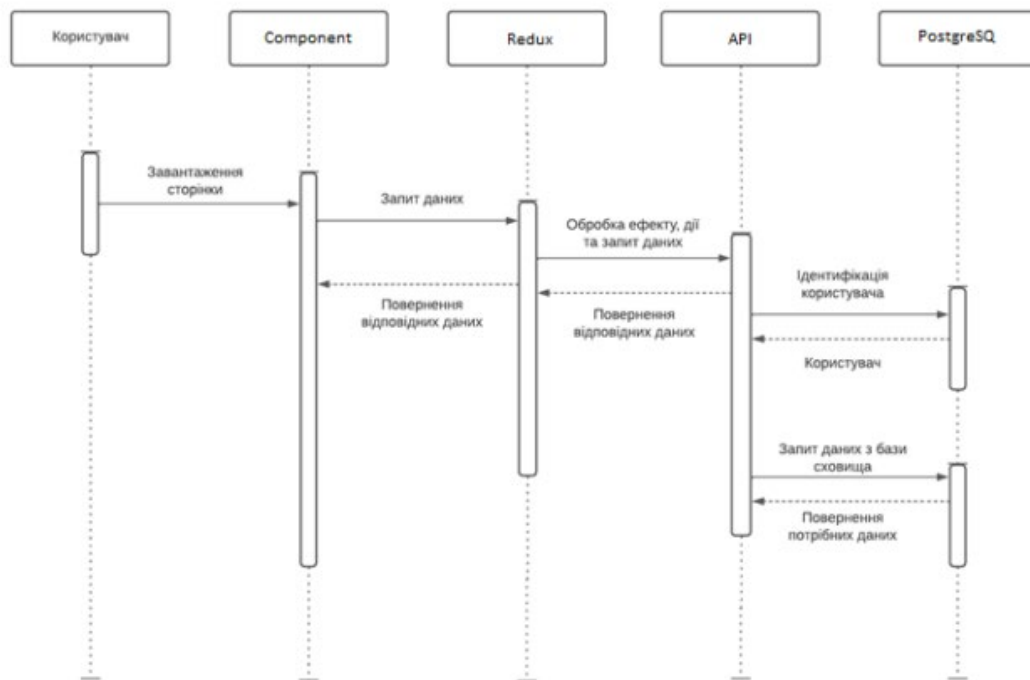 Користувач
Component
Redux
API
PostgreSQ
Завантаження
сторінки
Запит даних
Обробка ефекту, дії
та запит даних
Ідентифікація
користувача
Повернення
відповідних даних
Повернення
відповідних даних
Користувач
Запит даних з бази
сховища
Повернення
потрібних даних